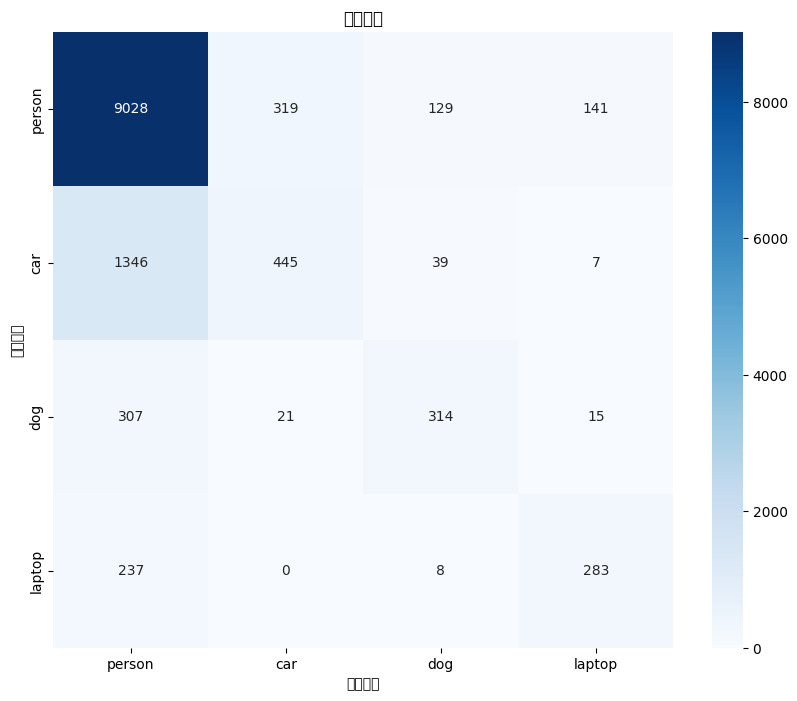 person
9028 319 129 141
8000
car
1346 445 39 7
6000
4000
dog
307 21 314 15
2000
laptop
237 0 8 283
0
person car dog laptop